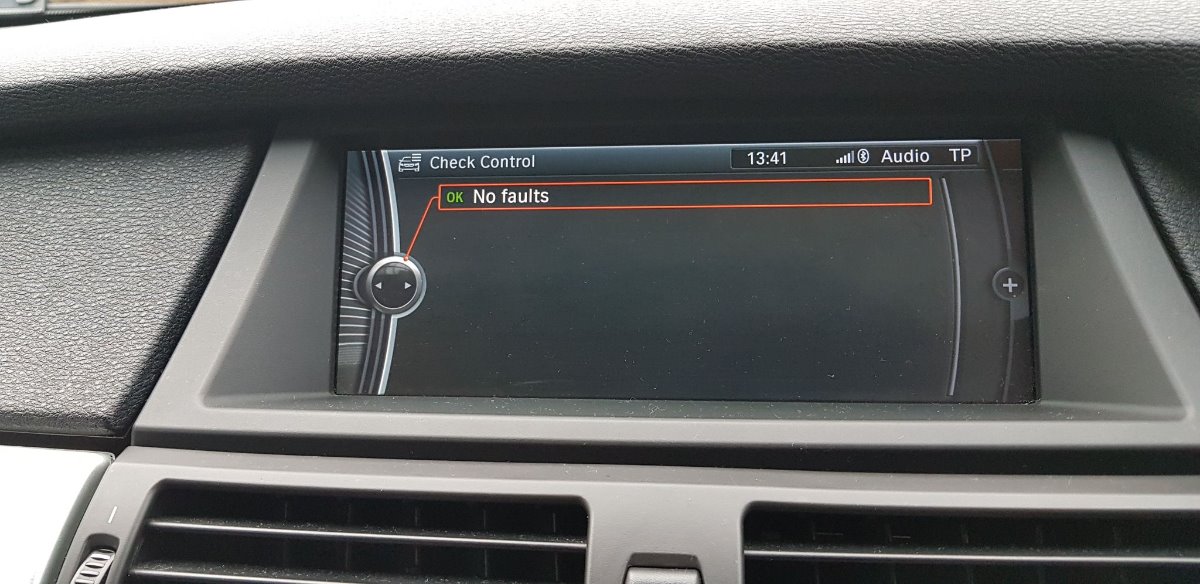 Check Control
13:41 Audio TP
OK No faults